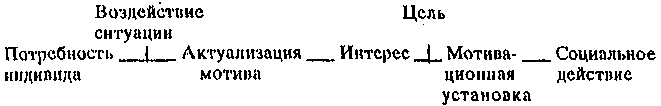 Воздействие Цель
ситуации
Потребность Актуализация Интерес Мотива- Социальное
индивида мотива ционная действие
установка